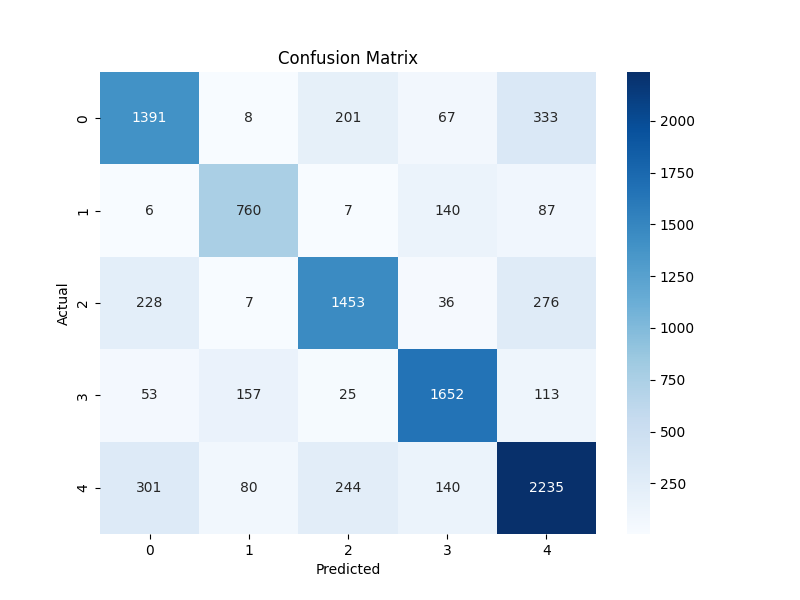 Confusion Matrix
Actual
0 1391 8 201 67 333
1 6 760 7 140 87
2 228 7 1453 36 276
3 53 157 25 1652 113
4 301 80 244 140 2235
0 1 2 3 4
Predicted
2000
1750
1500
1250
1000
750
500
250